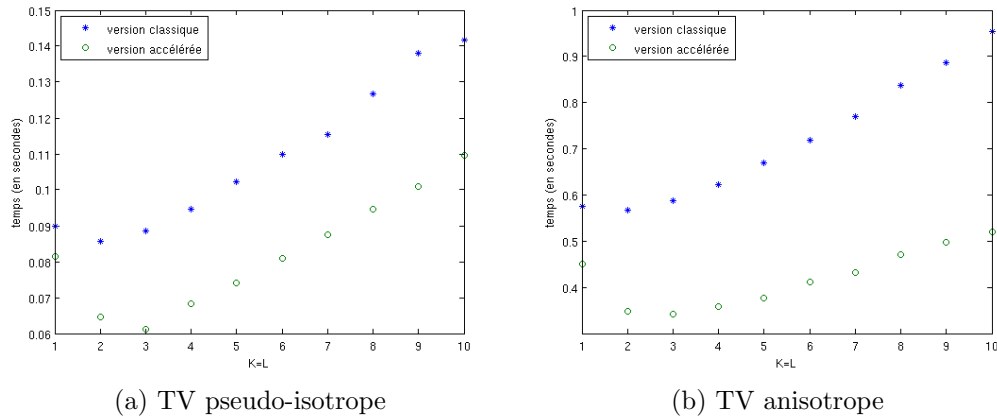 version classique
version accélérée
0.15
0.14
0.13
0.12
0.11
0.1
0.09
0.08
0.07
0.06
temps (en secondes)
1 2 3 4 5 6 7 8 9 10
K=L
(a) TV pseudo-isotrope
version classique
version accélérée
1
0.9
0.8
0.7
0.6
0.5
0.4
temps (en secondes)
1 2 3 4 5 6 7 8 9 10
K=L
(b) TV anisotrope